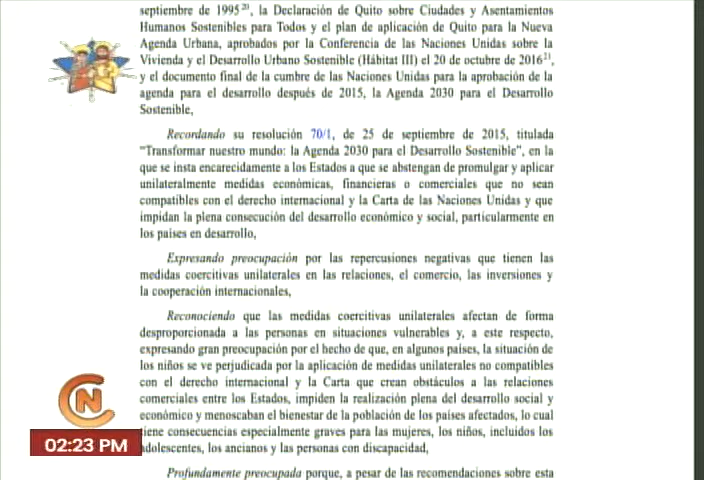 septiembre de 1995²⁰, la Declaración de Quito sobre Ciudades y Asentamientos
Humanos Sostenibles para Todos y el plan de aplicación de Quito para la Nueva
Agenda Urbana, aprobados por la Conferencia de las Naciones Unidas sobre la
Vivienda y el Desarrollo Urbano Sostenible (Hábitat III) el 20 de octubre de 2016²¹,
y el documento final de la cumbre de las Naciones Unidas para la aprobación de la
agenda para el desarrollo después de 2015, la Agenda 2030 para el Desarrollo
Sostenible,
Recordando su resolución 70/1, de 25 de septiembre de 2015, titulada
"Transformar nuestro mundo: la Agenda 2030 para el Desarrollo Sostenible", en la
que se insta encarecidamente a los Estados a que se abstengan de promulgar y aplicar
unilateralmente medidas económicas, financieras o comerciales que no sean
compatibles con el derecho internacional y la Carta de las Naciones Unidas y que
impidan la plena consecución del desarrollo económico y social, particularmente en
los países en desarrollo,
Expresando preocupación por las repercusiones negativas que tienen las
medidas coercitivas unilaterales en las relaciones, el comercio, las inversiones y
la cooperación internacionales,
Reconociendo que las medidas coercitivas unilaterales afectan de forma
desproporcionada a las personas en situaciones vulnerables y, a este respecto,
expresando gran preocupación por el hecho de que, en algunos países, la situación de
los niños se ve perjudicada por la aplicación de medidas unilaterales no compatibles
con el derecho internacional y la Carta que crean obstáculos a las relaciones
comerciales entre los Estados, impiden la realización plena del desarrollo social y
económico y menoscaban el bienestar de la población de los países afectados, lo cual
iene consecuencias especialmente graves para las mujeres, los niños, incluidos los
adolescentes, los ancianos y las personas con discapacidad,
Profundamente preocupada porque, a pesar de las recomendaciones sobre esta
CN
02:23 PM